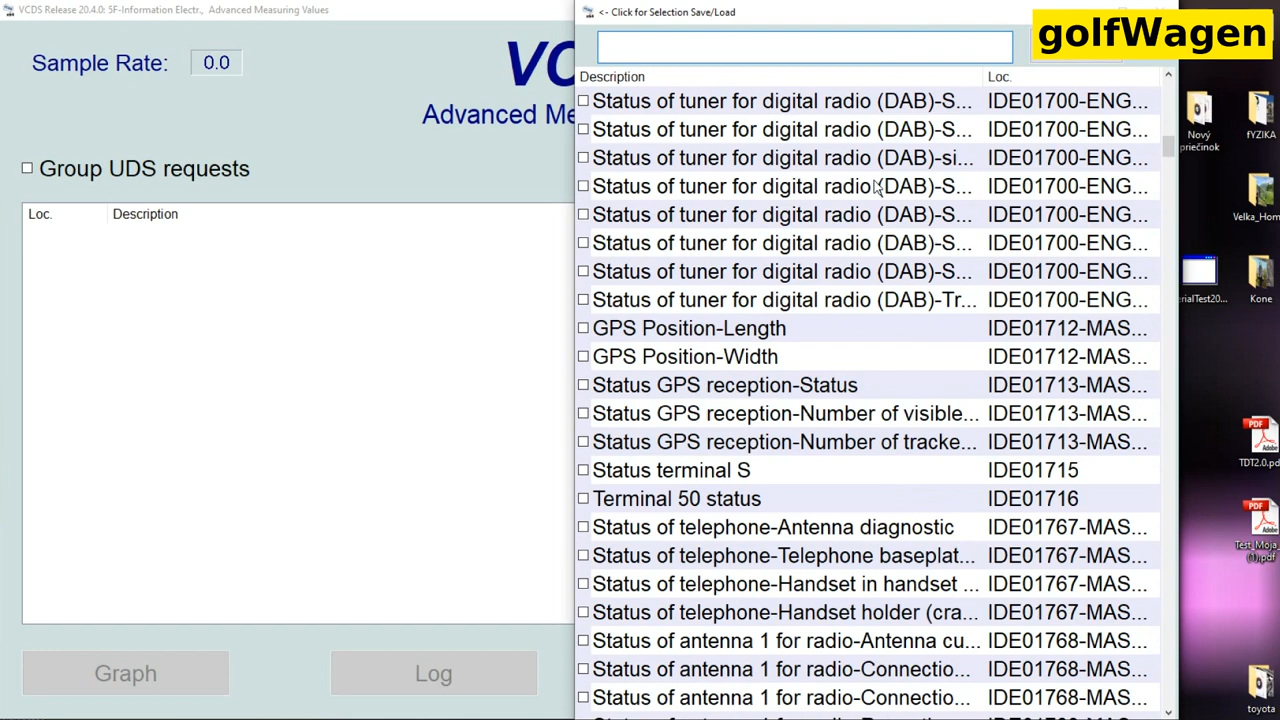 VCDS Release 20.4.0: 5F-Information Electr., Advanced Measuring Values
<- Click for Selection Save/Load
golfWagen
Sample Rate: 0.0
VC
Advanced Me
Group UDS requests
Loc. Description
Graph
Log
Description Loc.
Status of tuner for digital radio (DAB)-S... IDE01700-ENG...
Status of tuner for digital radio (DAB)-S... IDE01700-ENG...
Status of tuner for digital radio (DAB)-si... IDE01700-ENG...
Status of tuner for digital radio (DAB)-S... IDE01700-ENG...
Status of tuner for digital radio (DAB)-S... IDE01700-ENG...
Status of tuner for digital radio (DAB)-S... IDE01700-ENG...
Status of tuner for digital radio (DAB)-S... IDE01700-ENG...
Status of tuner for digital radio (DAB)-Tr... IDE01700-ENG...
GPS Position-Length IDE01712-MAS...
GPS Position-Width IDE01712-MAS...
Status GPS reception-Status IDE01713-MAS...
Status GPS reception-Number of visible... IDE01713-MAS...
Status GPS reception-Number of tracke... IDE01713-MAS...
Status terminal S IDE01715
Terminal 50 status IDE01716
Status of telephone-Antenna diagnostic IDE01767-MAS...
Status of telephone-Telephone baseplat... IDE01767-MAS...
Status of telephone-Handset in handset ... IDE01767-MAS...
Status of telephone-Handset holder (cra... IDE01767-MAS...
Status of antenna 1 for radio-Antenna cu... IDE01768-MAS...
Status of antenna 1 for radio-Connectio... IDE01768-MAS...
Status of antenna 1 for radio-Connectio... IDE01768-MAS...
Nový
priečinok
fYZIKA
Velka_Hom
erialTest20...
Kone
PDF
Adobe
TDT2.0.pd
PDF
Adobe
Test_Moja_
(1).pdf
toyota